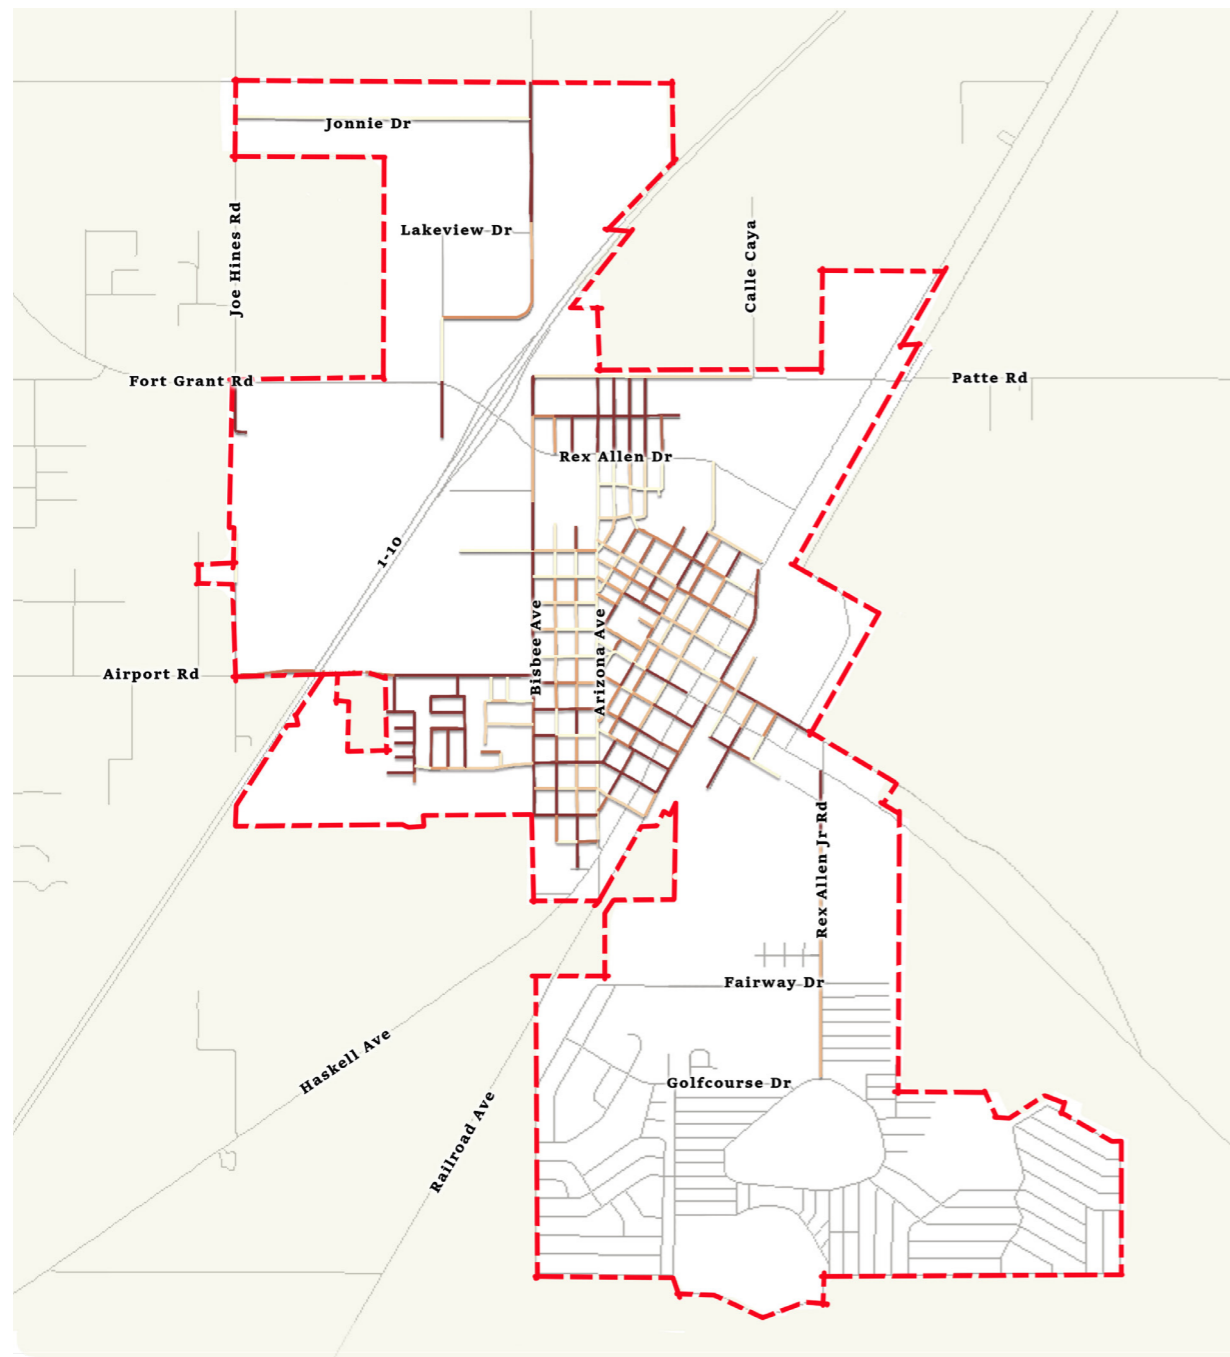 Jonnie Dr
Lakeview Dr
Joe Hines Rd
Calle Caya
Fort Grant Rd
Patte Rd
Rex Allen Dr
1-10
Bisbee Ave
Arizona Ave
Airport Rd
Rex Allen Jr Rd
Fairway Dr
Haskell Ave
Golfcourse Dr
Railroad Ave